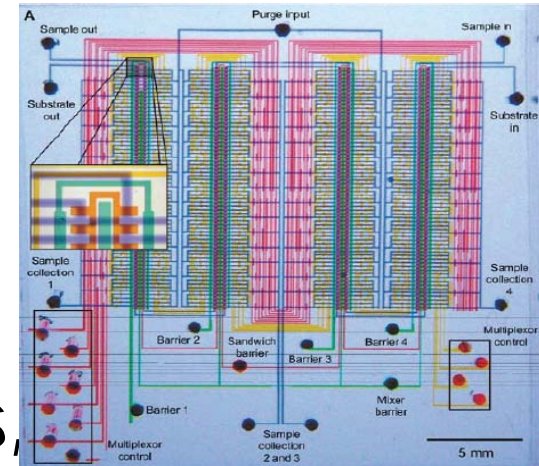 A
Sample out
Purge input
Sample in
Substrate
out
Substrate
in
Sample
collection
1
Sample
collection
4
Barrier 2
Sandwich
barrier
Barrier 3
Barrier 4
Multiplexor
control
Barrier 1
Mixer
barrier
Multiplexor
control
Sample
collection
2 and 3
5 mm
S,